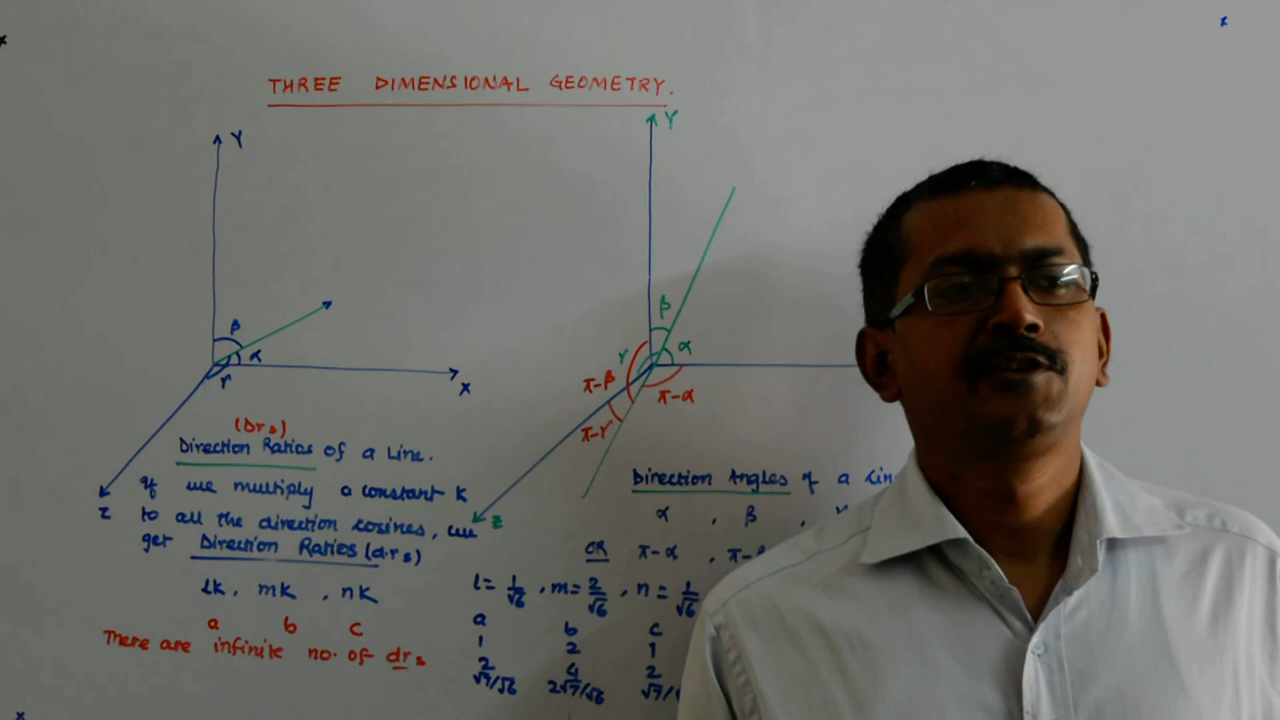 THREE DIMENSIONAL GEOMETRY.
Y
β
α
γ
X
Z
Y
β
α
γ
π-β
π-α
π-γ
Z
(Drs)
Direction Ratios of a Line.
If we multiply a constant K
to all the direction cosines, we
get Direction Ratios (drs)
lK, mK, nK
a b c
There are infinite no. of drs
Direction Angles of a Lin
α , β ,
OR π-α , π-
l = 1/√6 , m = 2/√6 , n = 1/√6
a b c
1 2 1
2 4 2
√7/√6 2√7/√6 √7/